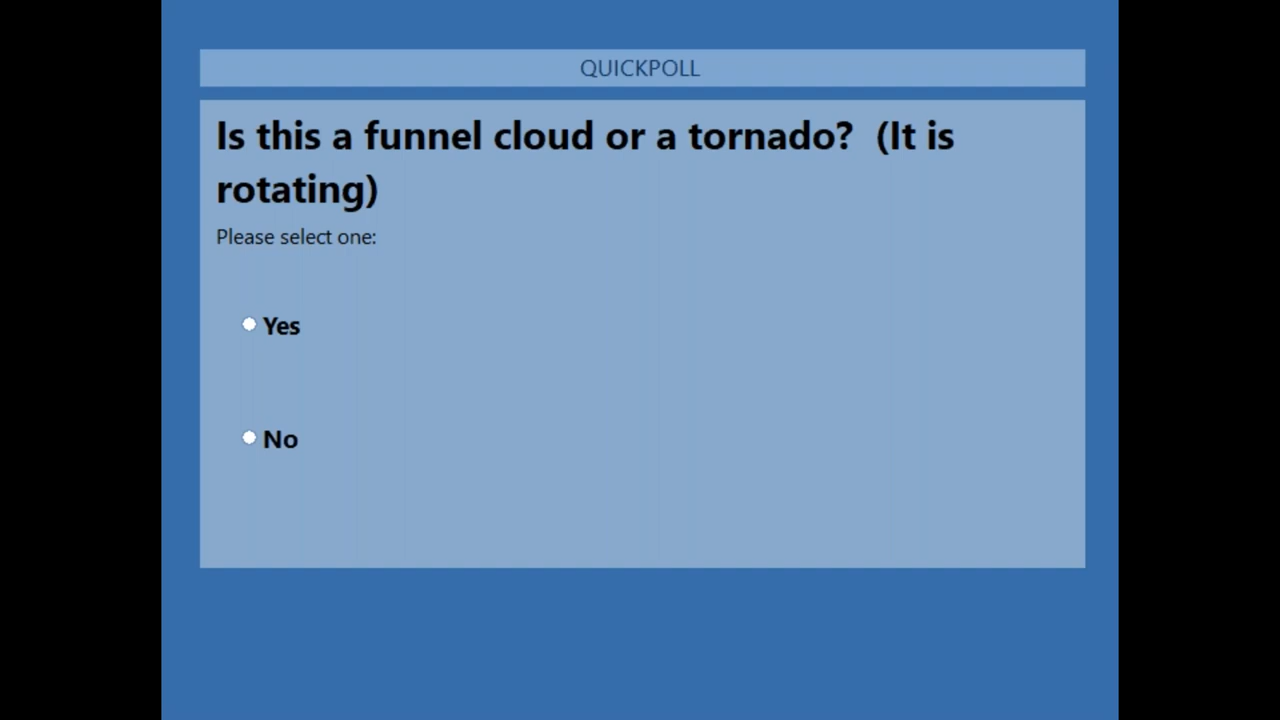 QUICKPOLL
Is this a funnel cloud or a tornado?  (It is
rotating)
Please select one:
Yes
No